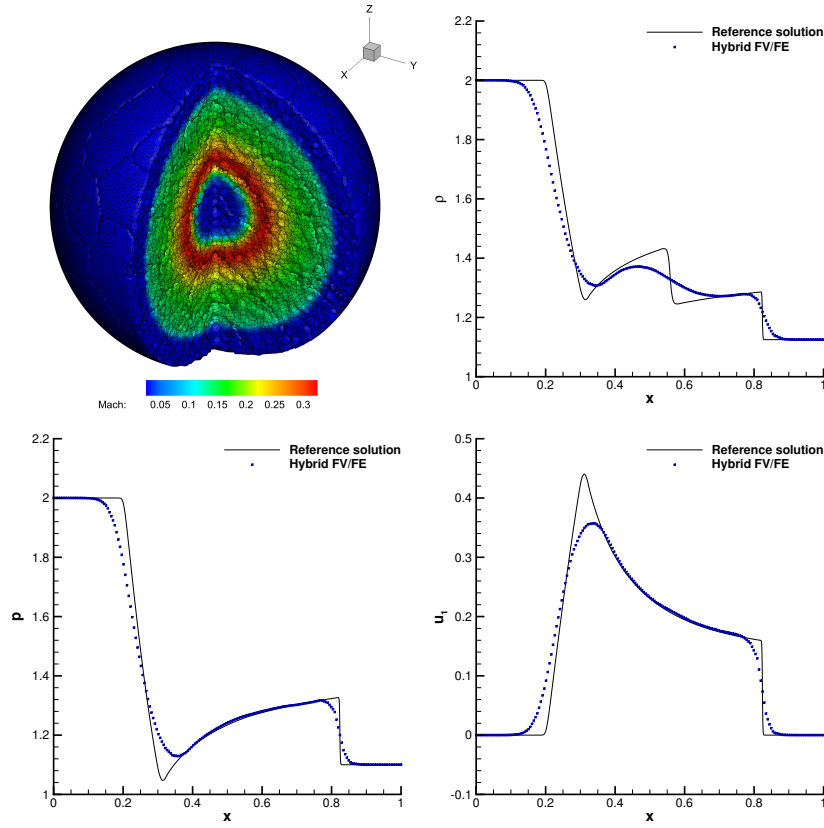 Z
X
Y
Mach: 0.05 0.1 0.15 0.2 0.25 0.3
Reference solution
Hybrid FV/FE
2.2
2
1.8
1.6
1.4
1.2
1
ρ
0 0.2 0.4 0.6 0.8 1
x
Reference solution
Hybrid FV/FE
2.2
2
1.8
1.6
1.4
1.2
1
p
0 0.2 0.4 0.6 0.8 1
x
Reference solution
Hybrid FV/FE
0.5
0.4
0.3
0.2
0.1
0
-0.1
u1
0 0.2 0.4 0.6 0.8 1
x